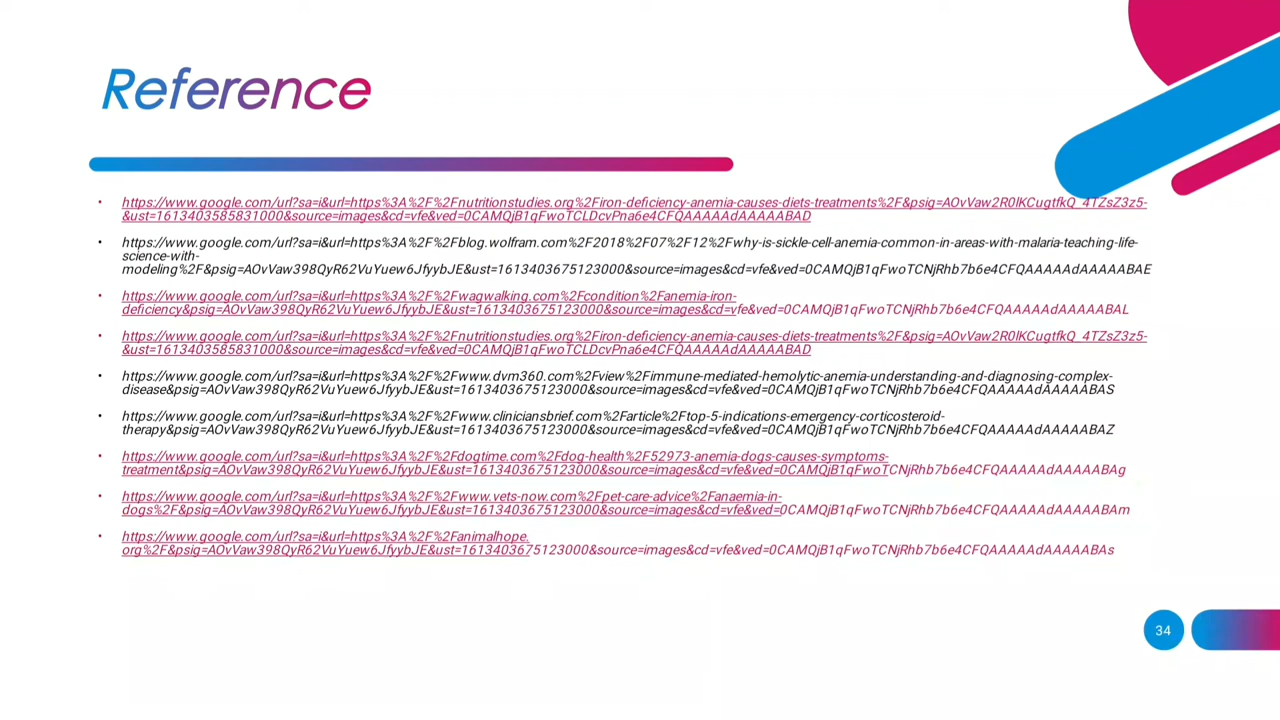 Reference
• https://www.google.com/url?sa=i&url=https%3A%2F%2Fnutritionstudies.org%2Firon-deficiency-anemia-causes-diets-treatments%2F&psig=AOvVaw2R0lKCugtfkQ_4TZsZ3z5-
&ust=1613403585831000&source=images&cd=vfe&ved=0CAMQjB1qFwoTCLDcvPna6e4CFQAAAAAdAAAAABAD
• https://www.google.com/url?sa=i&url=https%3A%2F%2Fblog.wolfram.com%2F2018%2F07%2F12%2Fwhy-is-sickle-cell-anemia-common-in-areas-with-malaria-teaching-life-
science-with-
modeling%2F&psig=AOvVaw398QyR62VuYuew6JfyybJE&ust=1613403675123000&source=images&cd=vfe&ved=0CAMQjB1qFwoTCNjRhb7b6e4CFQAAAAAdAAAAABAE
• https://www.google.com/url?sa=i&url=https%3A%2F%2Fwagwalking.com%2Fcondition%2Fanemia-iron-
deficiency&psig=AOvVaw398QyR62VuYuew6JfyybJE&ust=1613403675123000&source=images&cd=vfe&ved=0CAMQjB1qFwoTCNjRhb7b6e4CFQAAAAAdAAAAABAL
• https://www.google.com/url?sa=i&url=https%3A%2F%2Fnutritionstudies.org%2Firon-deficiency-anemia-causes-diets-treatments%2F&psig=AOvVaw2R0lKCugtfkQ_4TZsZ3z5-
&ust=1613403585831000&source=images&cd=vfe&ved=0CAMQjB1qFwoTCLDcvPna6e4CFQAAAAAdAAAAABAD
• https://www.google.com/url?sa=i&url=https%3A%2F%2Fwww.dvm360.com%2Fview%2Fimmune-mediated-hemolytic-anemia-understanding-and-diagnosing-complex-
disease&psig=AOvVaw398QyR62VuYuew6JfyybJE&ust=1613403675123000&source=images&cd=vfe&ved=0CAMQjB1qFwoTCNjRhb7b6e4CFQAAAAAdAAAAABAS
• https://www.google.com/url?sa=i&url=https%3A%2F%2Fwww.cliniciansbrief.com%2Farticle%2Ftop-5-indications-emergency-corticosteroid-
therapy&psig=AOvVaw398QyR62VuYuew6JfyybJE&ust=1613403675123000&source=images&cd=vfe&ved=0CAMQjB1qFwoTCNjRhb7b6e4CFQAAAAAdAAAAABAZ
• https://www.google.com/url?sa=i&url=https%3A%2F%2Fdogtime.com%2Fdog-health%2F52973-anemia-dogs-causes-symptoms-
treatment&psig=AOvVaw398QyR62VuYuew6JfyybJE&ust=1613403675123000&source=images&cd=vfe&ved=0CAMQjB1qFwoTCNjRhb7b6e4CFQAAAAAdAAAAABAg
• https://www.google.com/url?sa=i&url=https%3A%2F%2Fwww.vets-now.com%2Fpet-care-advice%2Fanaemia-in-
dogs%2F&psig=AOvVaw398QyR62VuYuew6JfyybJE&ust=1613403675123000&source=images&cd=vfe&ved=0CAMQjB1qFwoTCNjRhb7b6e4CFQAAAAAdAAAAABAm
• https://www.google.com/url?sa=i&url=https%3A%2F%2Fanimalhope.
org%2F&psig=AOvVaw398QyR62VuYuew6JfyybJE&ust=1613403675123000&source=images&cd=vfe&ved=0CAMQjB1qFwoTCNjRhb7b6e4CFQAAAAAdAAAAABAs
34